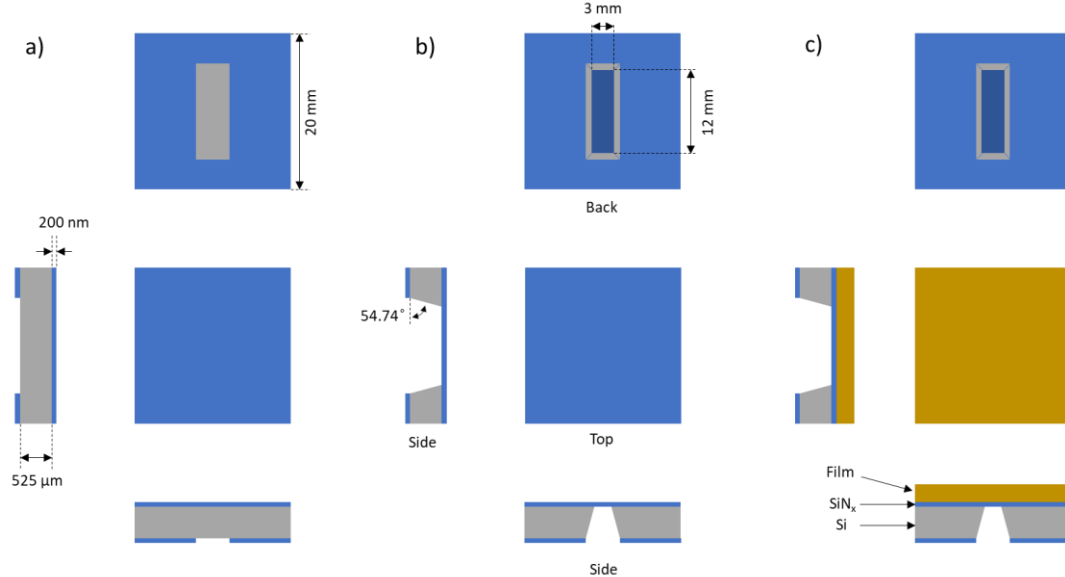 a)
b)
c)
3 mm
20 mm
12 mm
Back
200 nm
54.74°
Side
Top
525 μm
Film
SiNx
Si
Side